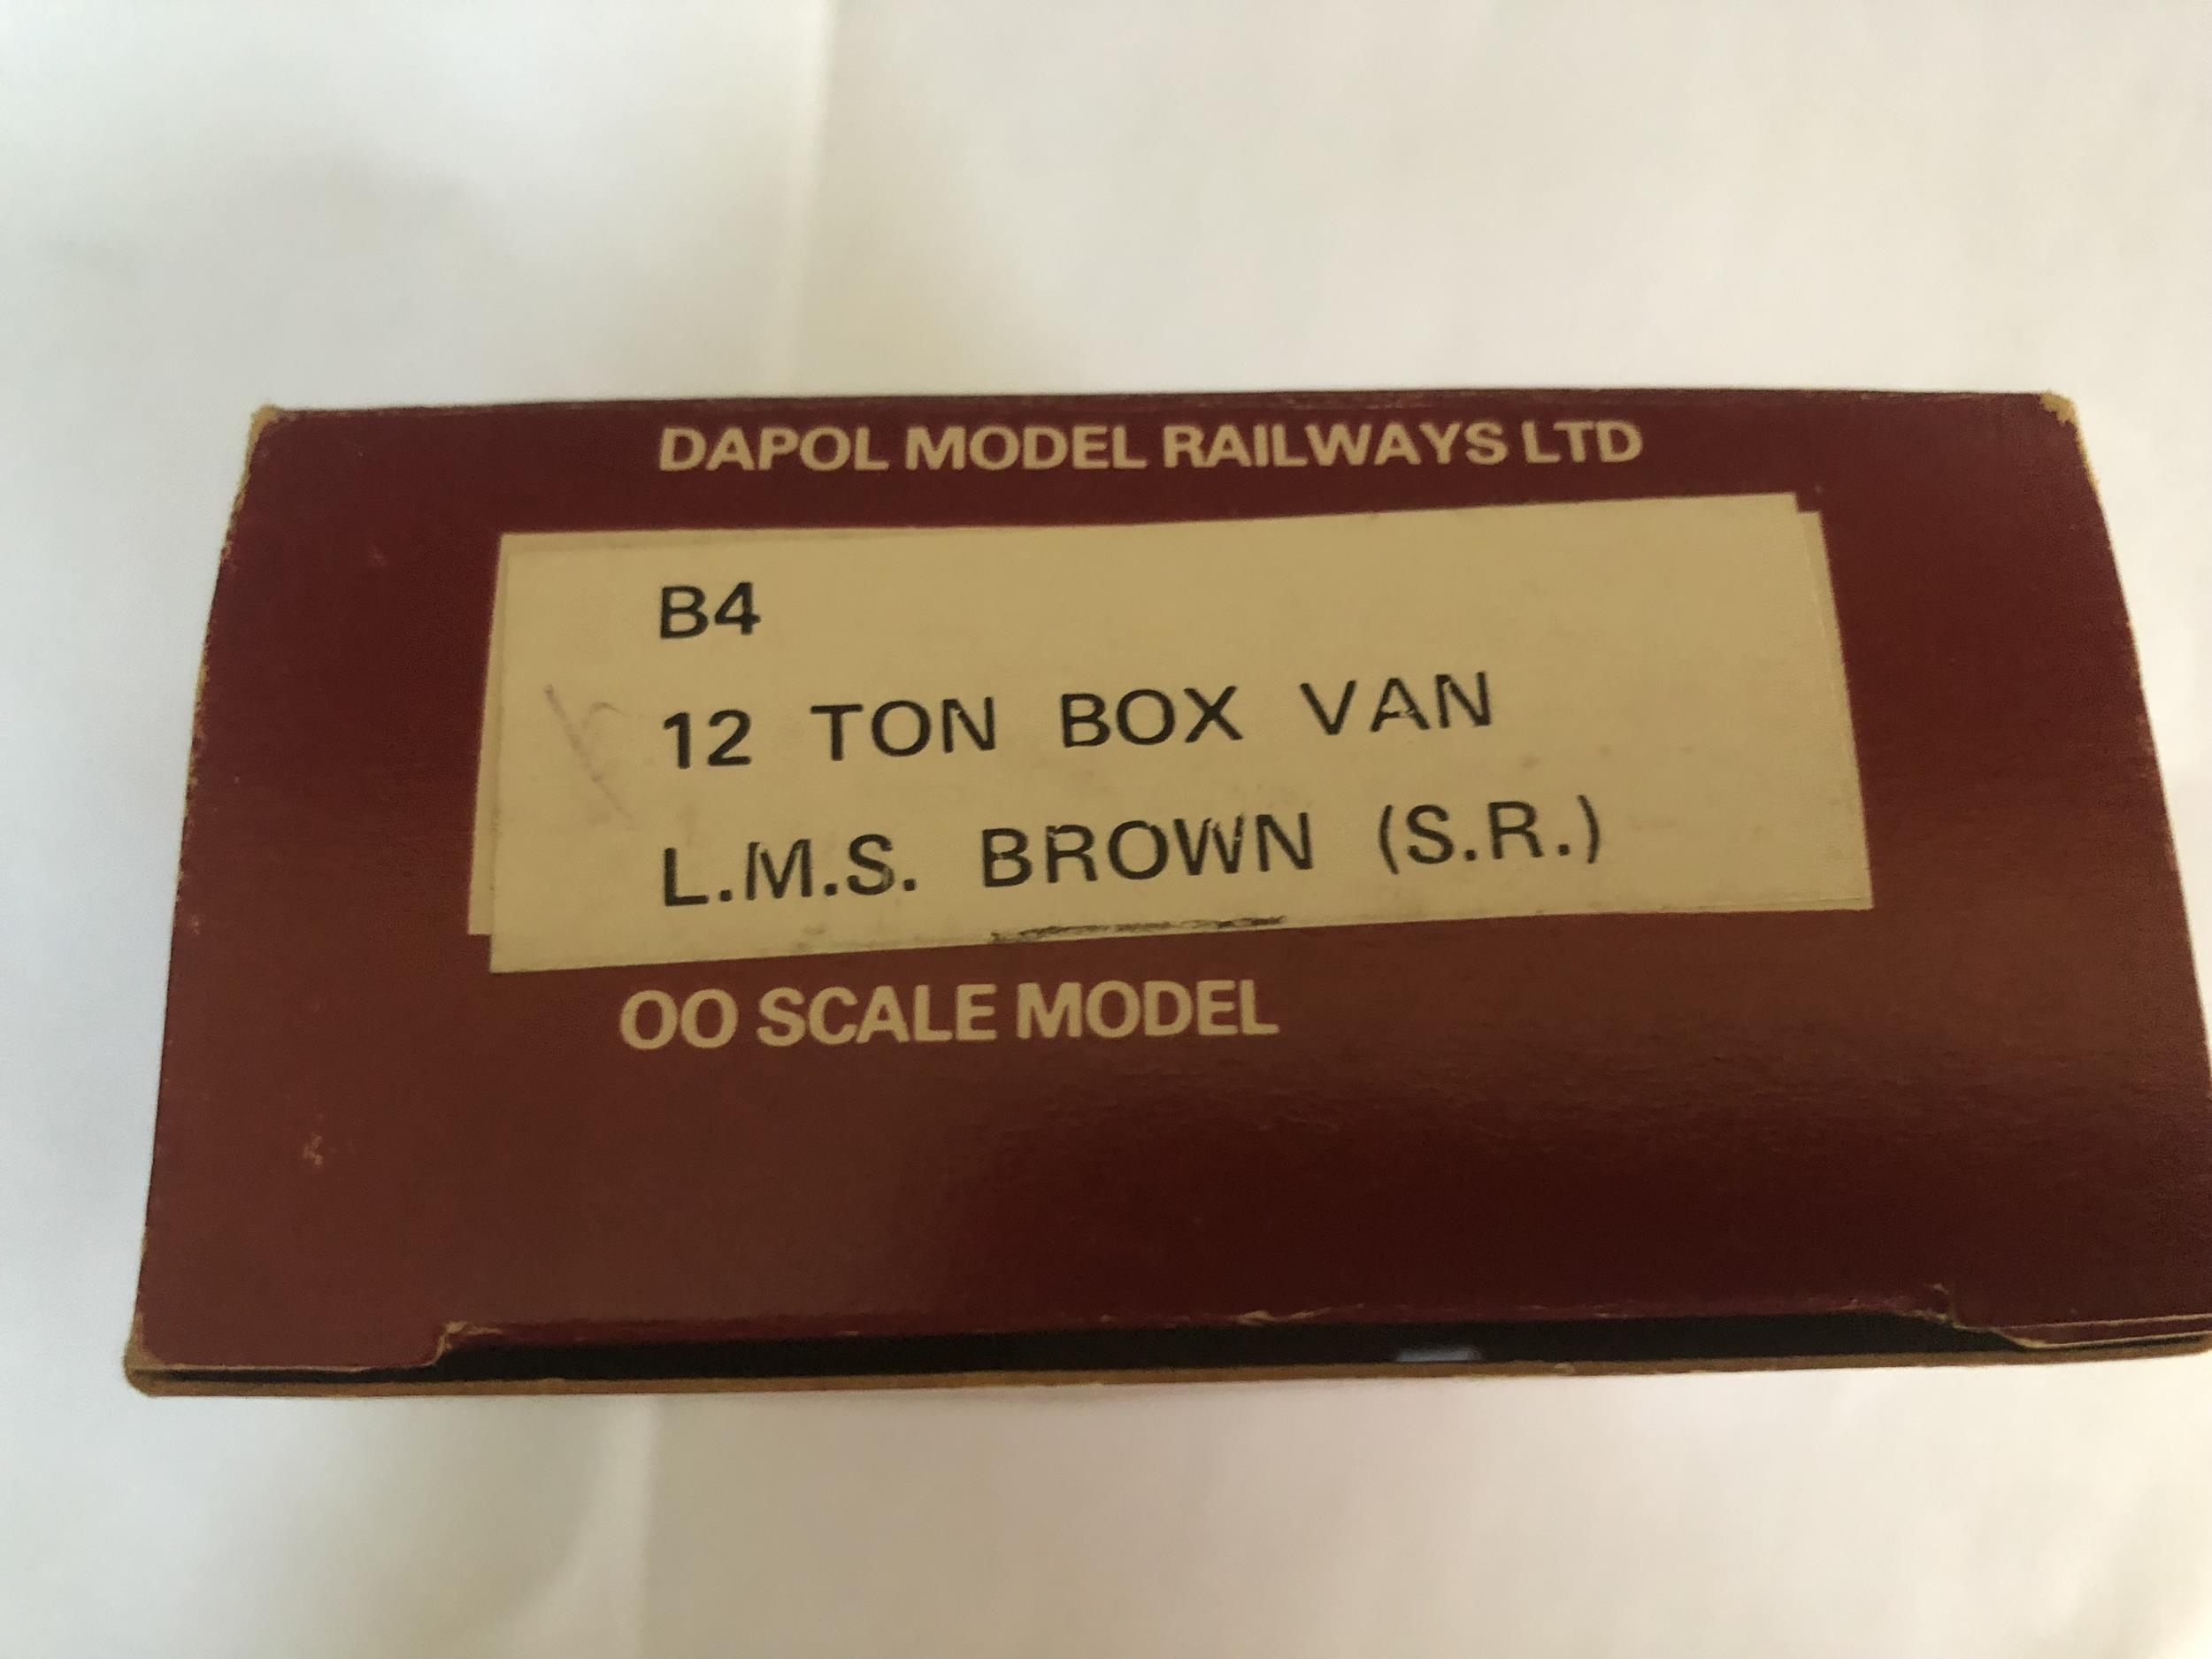 DAPOL MODEL RAILWAYS LTD
B4
12 TON BOX VAN
L.M.S. BROWN (S.R.)
OO SCALE MODEL